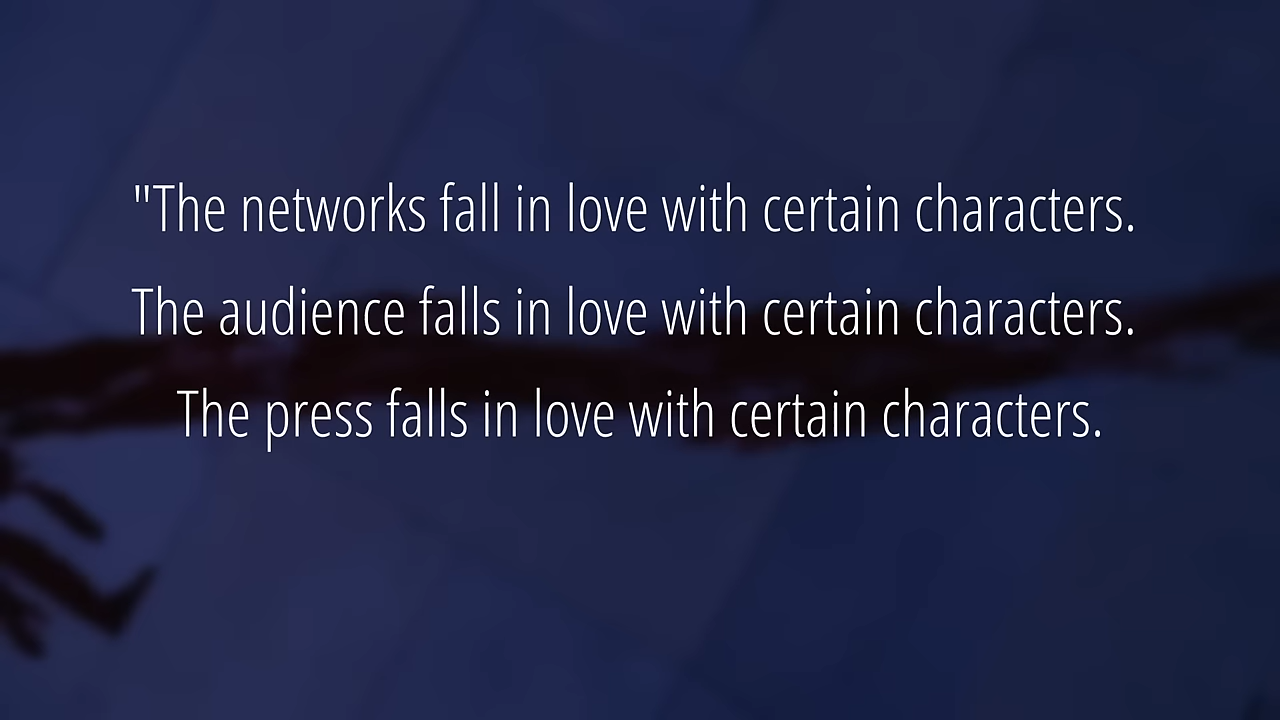 "The networks fall in love with certain characters.
The audience falls in love with certain characters.
The press falls in love with certain characters.